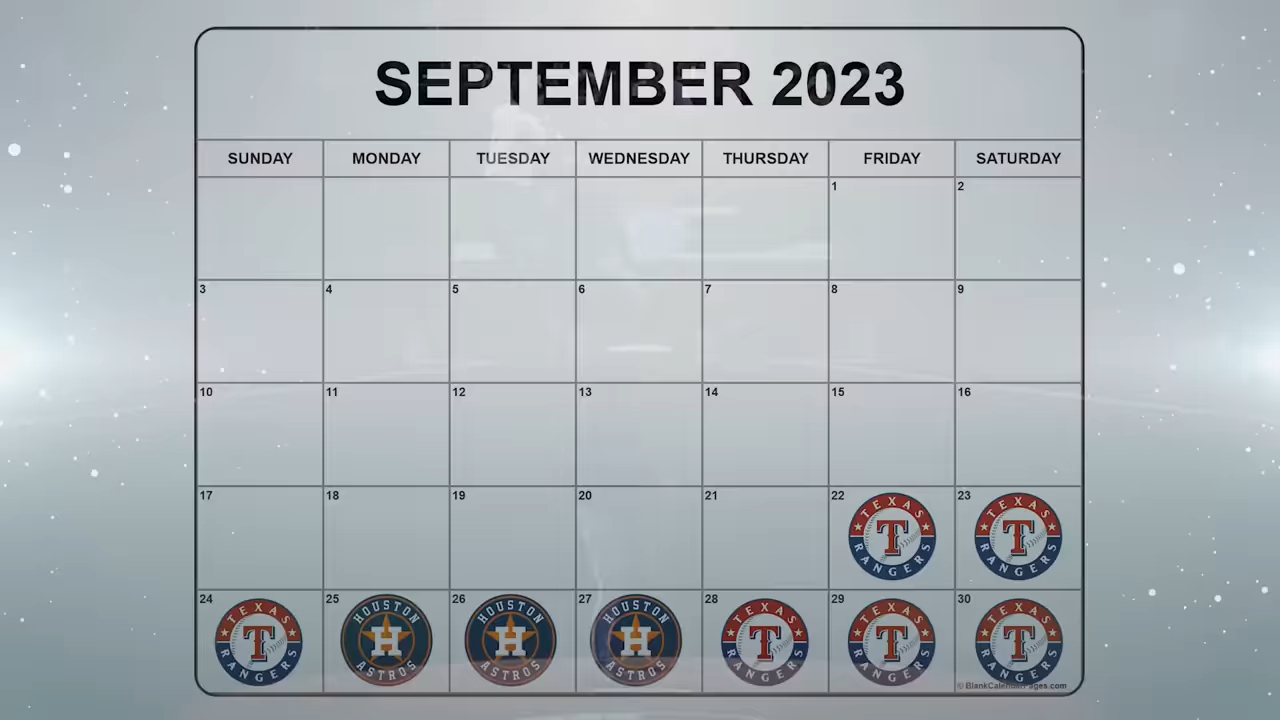 SEPTEMBER 2023
SUNDAY MONDAY TUESDAY WEDNESDAY THURSDAY FRIDAY SATURDAY
1 2
3 4 5 6 7 8 9
10 11 12 13 14 15 16
17 18 19 20 21 22 23
TEXAS T RANGERS TEXAS T RANGERS
24 25 26 27 28 29 30
TEXAS T RANGERS HOUSTON H ASTROS HOUSTON H ASTROS HOUSTON H ASTROS TEXAS T RANGERS TEXAS T RANGERS TEXAS T RANGERS
© BlankCalendarPages.com